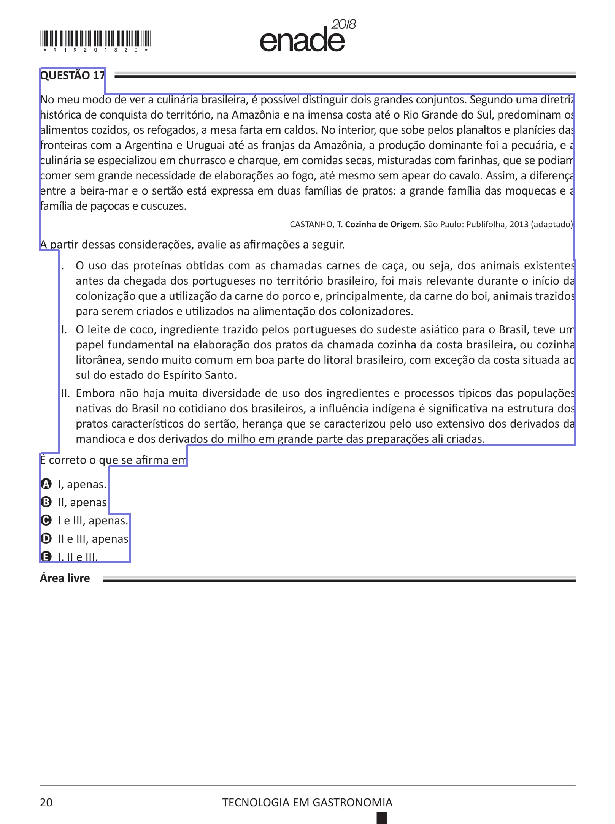 *R19201820*
enade 2018
QUESTÃO 17
No meu modo de ver a culinária brasileira, é possível distinguir dois grandes conjuntos. Segundo uma diretriz
histórica de conquista do território, na Amazônia e na imensa costa até o Rio Grande do Sul, predominam os
alimentos cozidos, os refogados, a mesa farta em caldos. No interior, que sobe pelos planaltos e planícies das
fronteiras com a Argentina e Uruguai até as franjas da Amazônia, a produção dominante foi a pecuária, e a
culinária se especializou em churrasco e charque, em comidas secas, misturadas com farinhas, que se podiam
comer sem grande necessidade de elaborações ao fogo, até mesmo sem apear do cavalo. Assim, a diferença
entre a beira-mar e o sertão está expressa em duas famílias de pratos: a grande família das moquecas e a
família de paçocas e cuscuzes.
CASTANHO, T. Cozinha de Origem. São Paulo: Publifolha, 2013 (adaptado)
A partir dessas considerações, avalie as afirmações a seguir.
. O uso das proteínas obtidas com as chamadas carnes de caça, ou seja, dos animais existentes
antes da chegada dos portugueses no território brasileiro, foi mais relevante durante o início da
colonização que a utilização da carne do porco e, principalmente, da carne do boi, animais trazidos
para serem criados e utilizados na alimentação dos colonizadores.
I. O leite de coco, ingrediente trazido pelos portugueses do sudeste asiático para o Brasil, teve um
papel fundamental na elaboração dos pratos da chamada cozinha da costa brasileira, ou cozinha
litorânea, sendo muito comum em boa parte do litoral brasileiro, com exceção da costa situada ao
sul do estado do Espírito Santo.
II. Embora não haja muita diversidade de uso dos ingredientes e processos típicos das populações
nativas do Brasil no cotidiano dos brasileiros, a influência indígena é significativa na estrutura dos
pratos característicos do sertão, herança que se caracterizou pelo uso extensivo dos derivados da
mandioca e dos derivados do milho em grande parte das preparações ali criadas.
É correto o que se afirma em
A I, apenas.
B II, apenas
C I e III, apenas.
D II e III, apenas
E I, II e III.
Área livre
20 TECNOLOGIA EM GASTRONOMIA